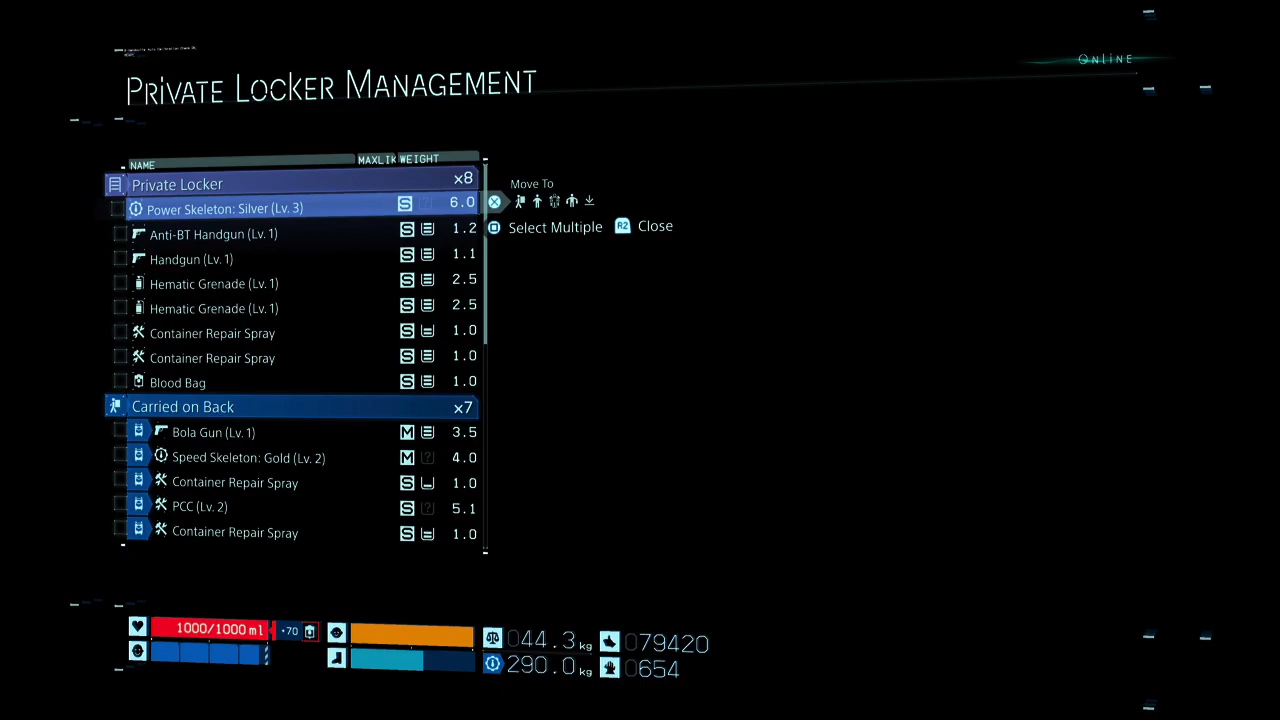 Online
Private Locker Management
NAME MAXLIK WEIGHT
Private Locker x8
Power Skeleton: Silver (Lv. 3) S 6.0
Anti-BT Handgun (Lv. 1) S 1.2
Handgun (Lv. 1) S 1.1
Hematic Grenade (Lv. 1) S 2.5
Hematic Grenade (Lv. 1) S 2.5
Container Repair Spray S 1.0
Container Repair Spray S 1.0
Blood Bag S 1.0
Carried on Back x7
Bola Gun (Lv. 1) M 3.5
Speed Skeleton: Gold (Lv. 2) M 4.0
Container Repair Spray S 1.0
PCC (Lv. 2) S 5.1
Container Repair Spray S 1.0
Move To
Select Multiple R2 Close
1000/1000 ml +70
044.3 kg 079420
290.0 kg 0654